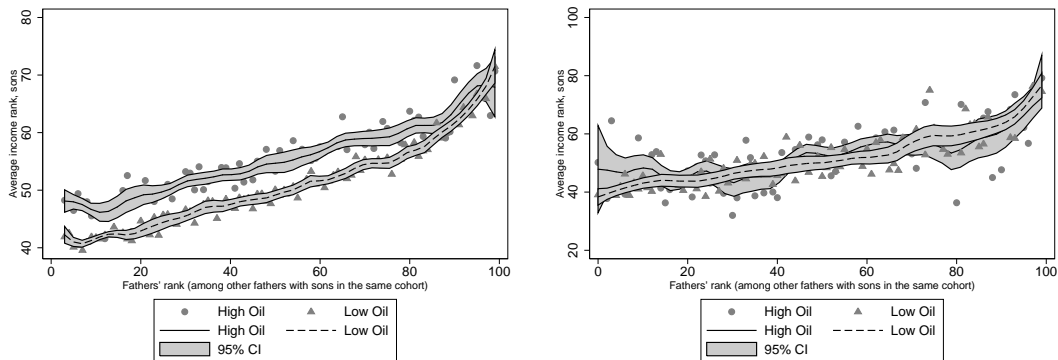 80
70
60
50
40
Average income rank, sons
0 20 40 60 80 100
Fathers' rank (among other fathers with sons in the same cohort)
High Oil Low Oil
High Oil Low Oil
95% CI
100
80
60
40
20
Average income rank, sons
0 20 40 60 80 100
Fathers' rank (among other fathers with sons in the same cohort)
High Oil Low Oil
High Oil Low Oil
95% CI